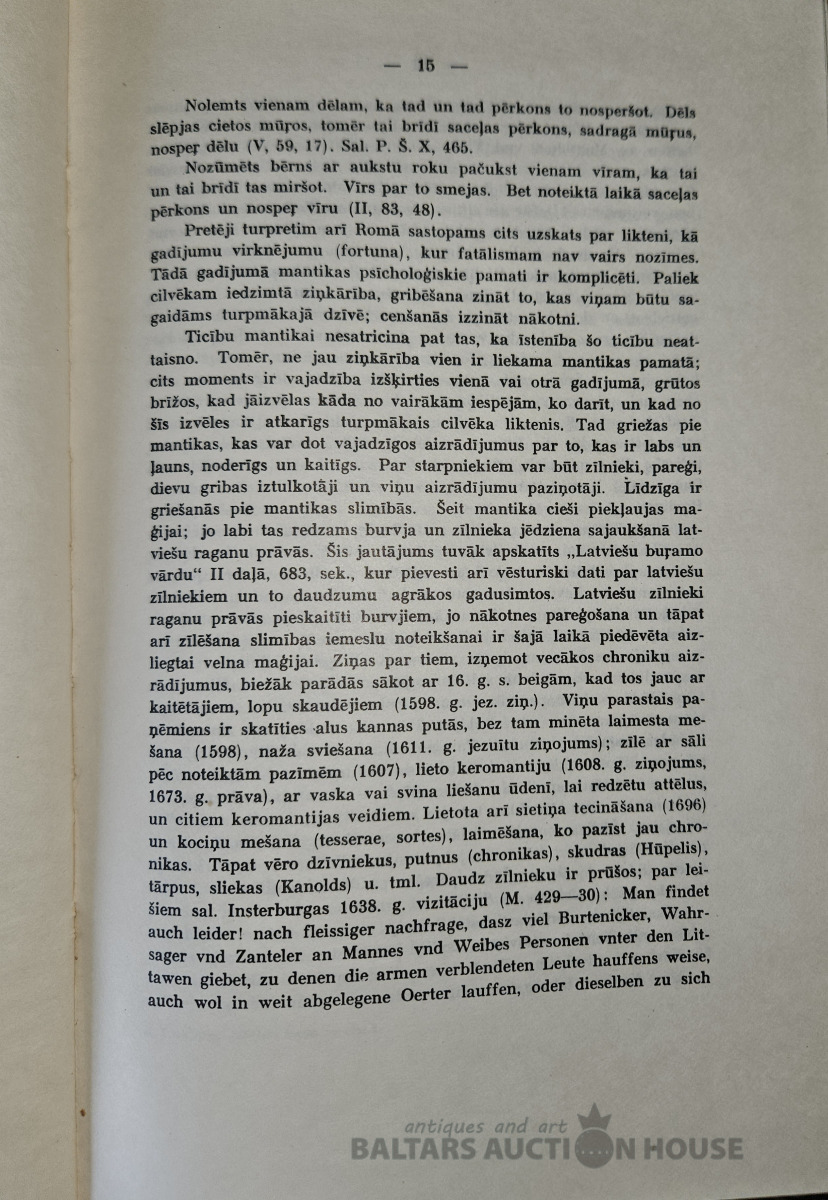 — 15 —
Nolemts vienam dēlam, ka tad un tad pērkons to nosperšot. Dēls
slēpjas cietos mūŗos, tomēr tai brīdī saceļas pērkons, sadragā mūŗus,
nospeŗ dēlu (V, 59, 17). Sal. P. Š. X, 465.
Nozūmēts bērns ar aukstu roku pačukst vienam vīram, ka tai
un tai brīdī tas miršot. Vīrs par to smejas. Bet noteiktā laikā saceļas
pērkons un nospeŗ vīru (II, 83, 48).
Pretēji turpretim arī Romā sastopams cits uzskats par likteni, kā
gadījumu virknējumu (fortuna), kur fatālismam nav vairs nozīmes.
Tādā gadījumā mantikas psīcholoģiskie pamati ir komplicēti. Paliek
cilvēkam iedzimtā ziņkārība, gribēšana zināt to, kas viņam būtu sa-
gaidāms turpmākajā dzīvē; cenšanās izzināt nākotni.
Ticību mantikai nesatricina pat tas, ka īstenība šo ticību neat-
taisno. Tomēr, ne jau ziņkārība vien ir liekama mantikas pamatā;
cits moments ir vajadzība izšķirties vienā vai otrā gadījumā, grūtos
brīžos, kad jāizvēlas kāda no vairākām iespējām, ko darīt, un kad no
šīs izvēles ir atkarīgs turpmākais cilvēka liktenis. Tad griežas pie
mantikas, kas var dot vajadzīgos aizrādījumus par to, kas ir labs un
ļauns, noderīgs un kaitīgs. Par starpniekiem var būt zīlnieki, pareģi,
dievu gribas iztulkotāji un viņu aizrādījumu paziņotāji. Līdzīga ir
griešanās pie mantikas slimībās. Šeit mantika cieši piekļaujas ma-
ģijai; jo labi tas redzams burvja un zīlnieka jēdziena sajaukšanā lat-
viešu raganu prāvās. Šis jautājums tuvāk apskatīts „Latviešu buŗamo
vārdu“ II daļā, 683, sek., kur pievesti arī vēsturiski dati par latviešu
zīlniekiem un to daudzumu agrākos gadusimtos. Latviešu zīlnieki
raganu prāvās pieskaitīti burvjiem, jo nākotnes pareģošana un tāpat
arī zīlēšana slimības iemeslu noteikšanai ir šajā laikā piedēvēta aiz-
liegtai velna maģijai. Ziņas par tiem, izņemot vecākos chroniku aiz-
rādījumus, biežāk parādās sākot ar 16. g. s. beigām, kad tos jauc ar
kaitētājiem, lopu skaudējiem (1598. g. jez. ziņ.). Viņu parastais pa-
ņēmiens ir skatīties alus kannas putās, bez tam minēta laimesta me-
šana (1598), naža sviešana (1611. g. jezuītu ziņojums); zīlē ar sāli
pēc noteiktām pazīmēm (1607), lieto keromantiju (1608. g. ziņojums,
1673. g. prāva), ar vaska vai svina liešanu ūdenī, lai redzētu attēlus,
un citiem keromantijas veidiem. Lietota arī sietiņa tecināšana (1696)
un kociņu mešana (tesserae, sortes), laimēšana, ko pazīst jau chro-
nikas. Tāpat vēro dzīvniekus, putnus (chronikas), skudras (Hūpelis),
tārpus, sliekas (Kanolds) u. tml. Daudz zīlnieku ir prūšos; par lei-
šiem sal. Insterburgas 1638. g. vizitāciju (M. 429—30): Man findet
auch leider! nach fleissiger nachfrage, dasz viel Burtenicker, Wahr-
sager vnd Zanteler an Mannes vnd Weibes Personen vnter den Lit-
tawen giebet, zu denen die armen verblendeten Leute hauffens weise,
auch wol in weit abgelegene Oerter lauffen, oder dieselben zu sich
antiques and art
BALTARS AUCTION HOUSE